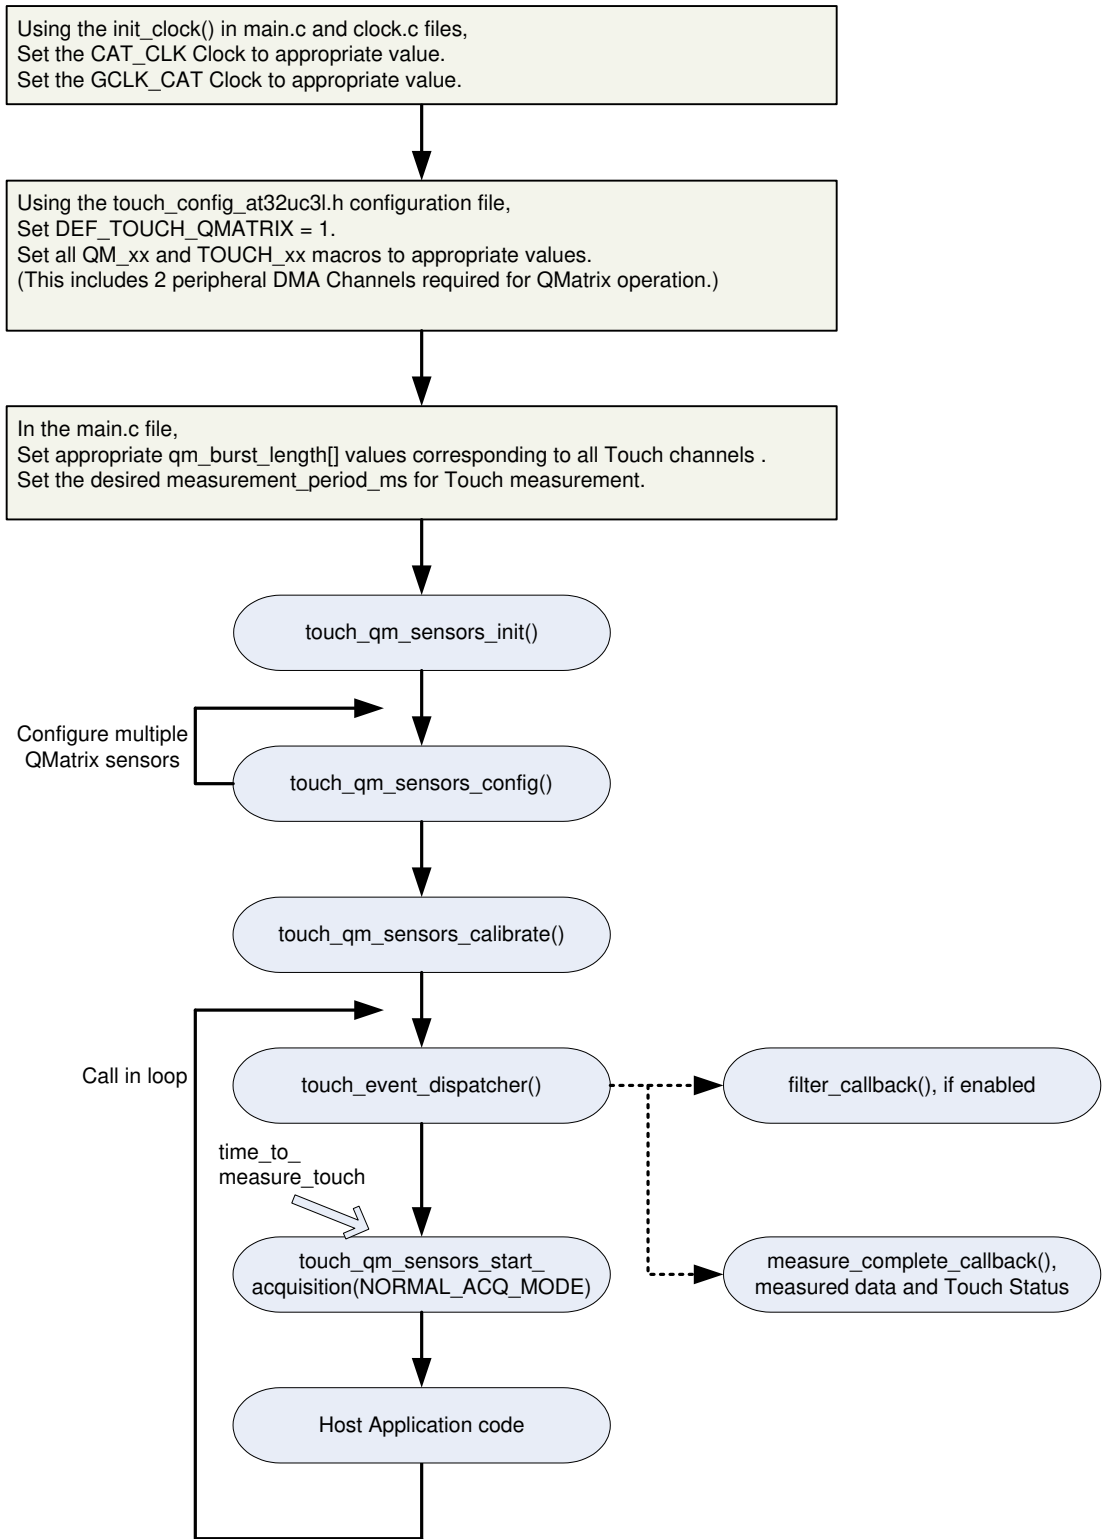 Using the init_clock() in main.c and clock.c files,
Set the CAT_CLK Clock to appropriate value.
Set the GCLK_CAT Clock to appropriate value.
Using the touch_config_at32uc3l.h configuration file,
Set DEF_TOUCH_QMATRIX = 1.
Set all QM_xx and TOUCH_xx macros to appropriate values.
(This includes 2 peripheral DMA Channels required for QMatrix operation.)
In the main.c file,
Set appropriate qm_burst_length[] values corresponding to all Touch channels .
Set the desired measurement_period_ms for Touch measurement.
touch_qm_sensors_init()
Configure multiple
QMatrix sensors
touch_qm_sensors_config()
touch_qm_sensors_calibrate()
Call in loop
touch_event_dispatcher()
filter_callback(), if enabled
time_to_
measure_touch
touch_qm_sensors_start_
acquisition(NORMAL_ACQ_MODE)
measure_complete_callback(),
measured data and Touch Status
Host Application code